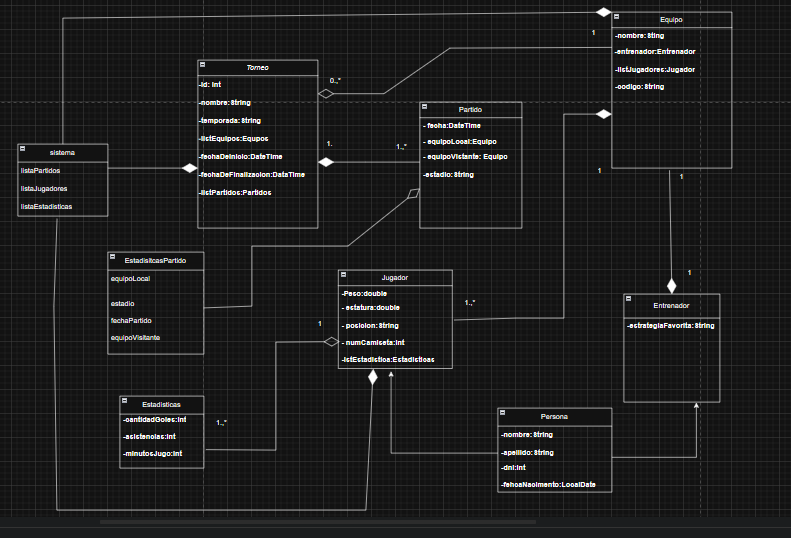 Equipo
-nombre: String
-entrenador:Entrenador
-listJugadores:Jugador
-codigo:String
1
Torneo
-id: int
-nombre: String
-temporada:String
-listEquipos:Equpos
-fechaDeInicio:DateTime
-fechaDeFinalizacion:DataTime
-listPartidos:Partidos
0..*
Partido
- fecha:DateTime
- equipoLocal:Equipo
- equipoVisitante: Equipo
-estadio:String
1.
1..*
sistema
listaPartidos
listaJugadores
listaEstadisticas
1
1
EstadisitcasPartido
equipoLocal
estadio
fechaPartido
equipoVisitante
Jugador
-Peso:double
- estatura:double
- posicion:String
- numCamiseta:int
-lstEstadistica:Estadisticas
1..*
1
1
Entrenador
-estrategiaFavorita:String
Estadisticas
-cantidadGoles:int
-asistencias:int
-minutosJugo:int
1..*
Persona
-nombre:String
-apellido:String
-dni:int
-fehcaNacimento:LocalDate